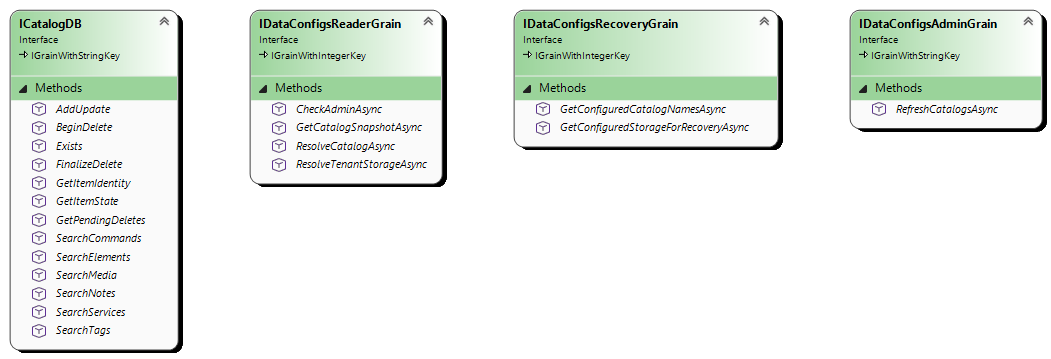 ICatalogDB
Interface
IGrainWithStringKey
Methods
AddUpdate
BeginDelete
Exists
FinalizeDelete
GetItemIdentity
GetItemState
GetPendingDeletes
SearchCommands
SearchElements
SearchMedia
SearchNotes
SearchServices
SearchTags
IDataConfigsReaderGrain
Interface
IGrainWithIntegerKey
Methods
CheckAdminAsync
GetCatalogSnapshotAsync
ResolveCatalogAsync
ResolveTenantStorageAsync
IDataConfigsRecoveryGrain
Interface
IGrainWithIntegerKey
Methods
GetConfiguredCatalogNamesAsync
GetConfiguredStorageForRecoveryAsync
IDataConfigsAdminGrain
Interface
IGrainWithStringKey
Methods
RefreshCatalogsAsync